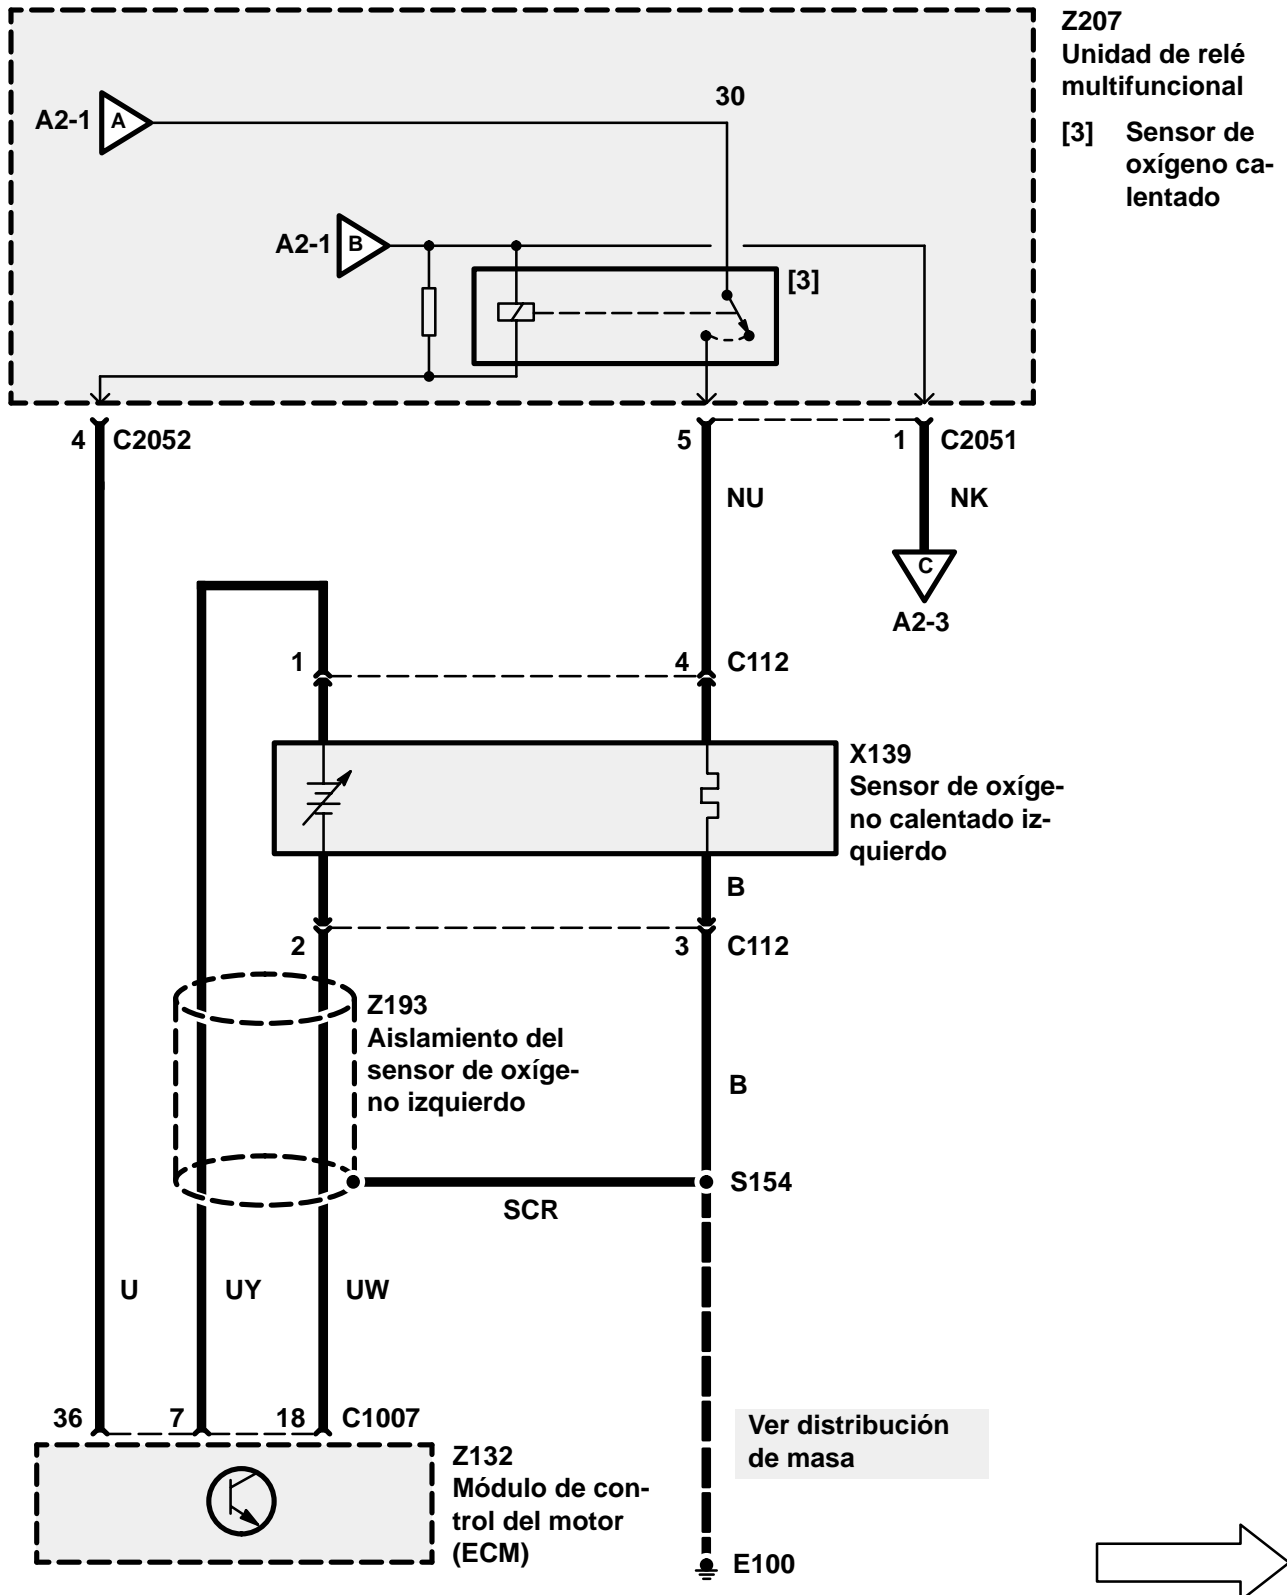 Z207
Unidad de relé
multifuncional
[3] Sensor de
oxígeno ca-
lentado
30
A2-1 A
A2-1 B
[3]
4 C2052
5
1 C2051
NU
NK
C
A2-3
1
4 C112
X139
Sensor de oxíge-
no calentado iz-
quierdo
B
2
3 C112
Z193
Aislamiento del
sensor de oxíge-
no izquierdo
B
S154
SCR
U
UY
UW
36
7
18 C1007
Ver distribución
de masa
Z132
Módulo de con-
trol del motor
(ECM)
E100